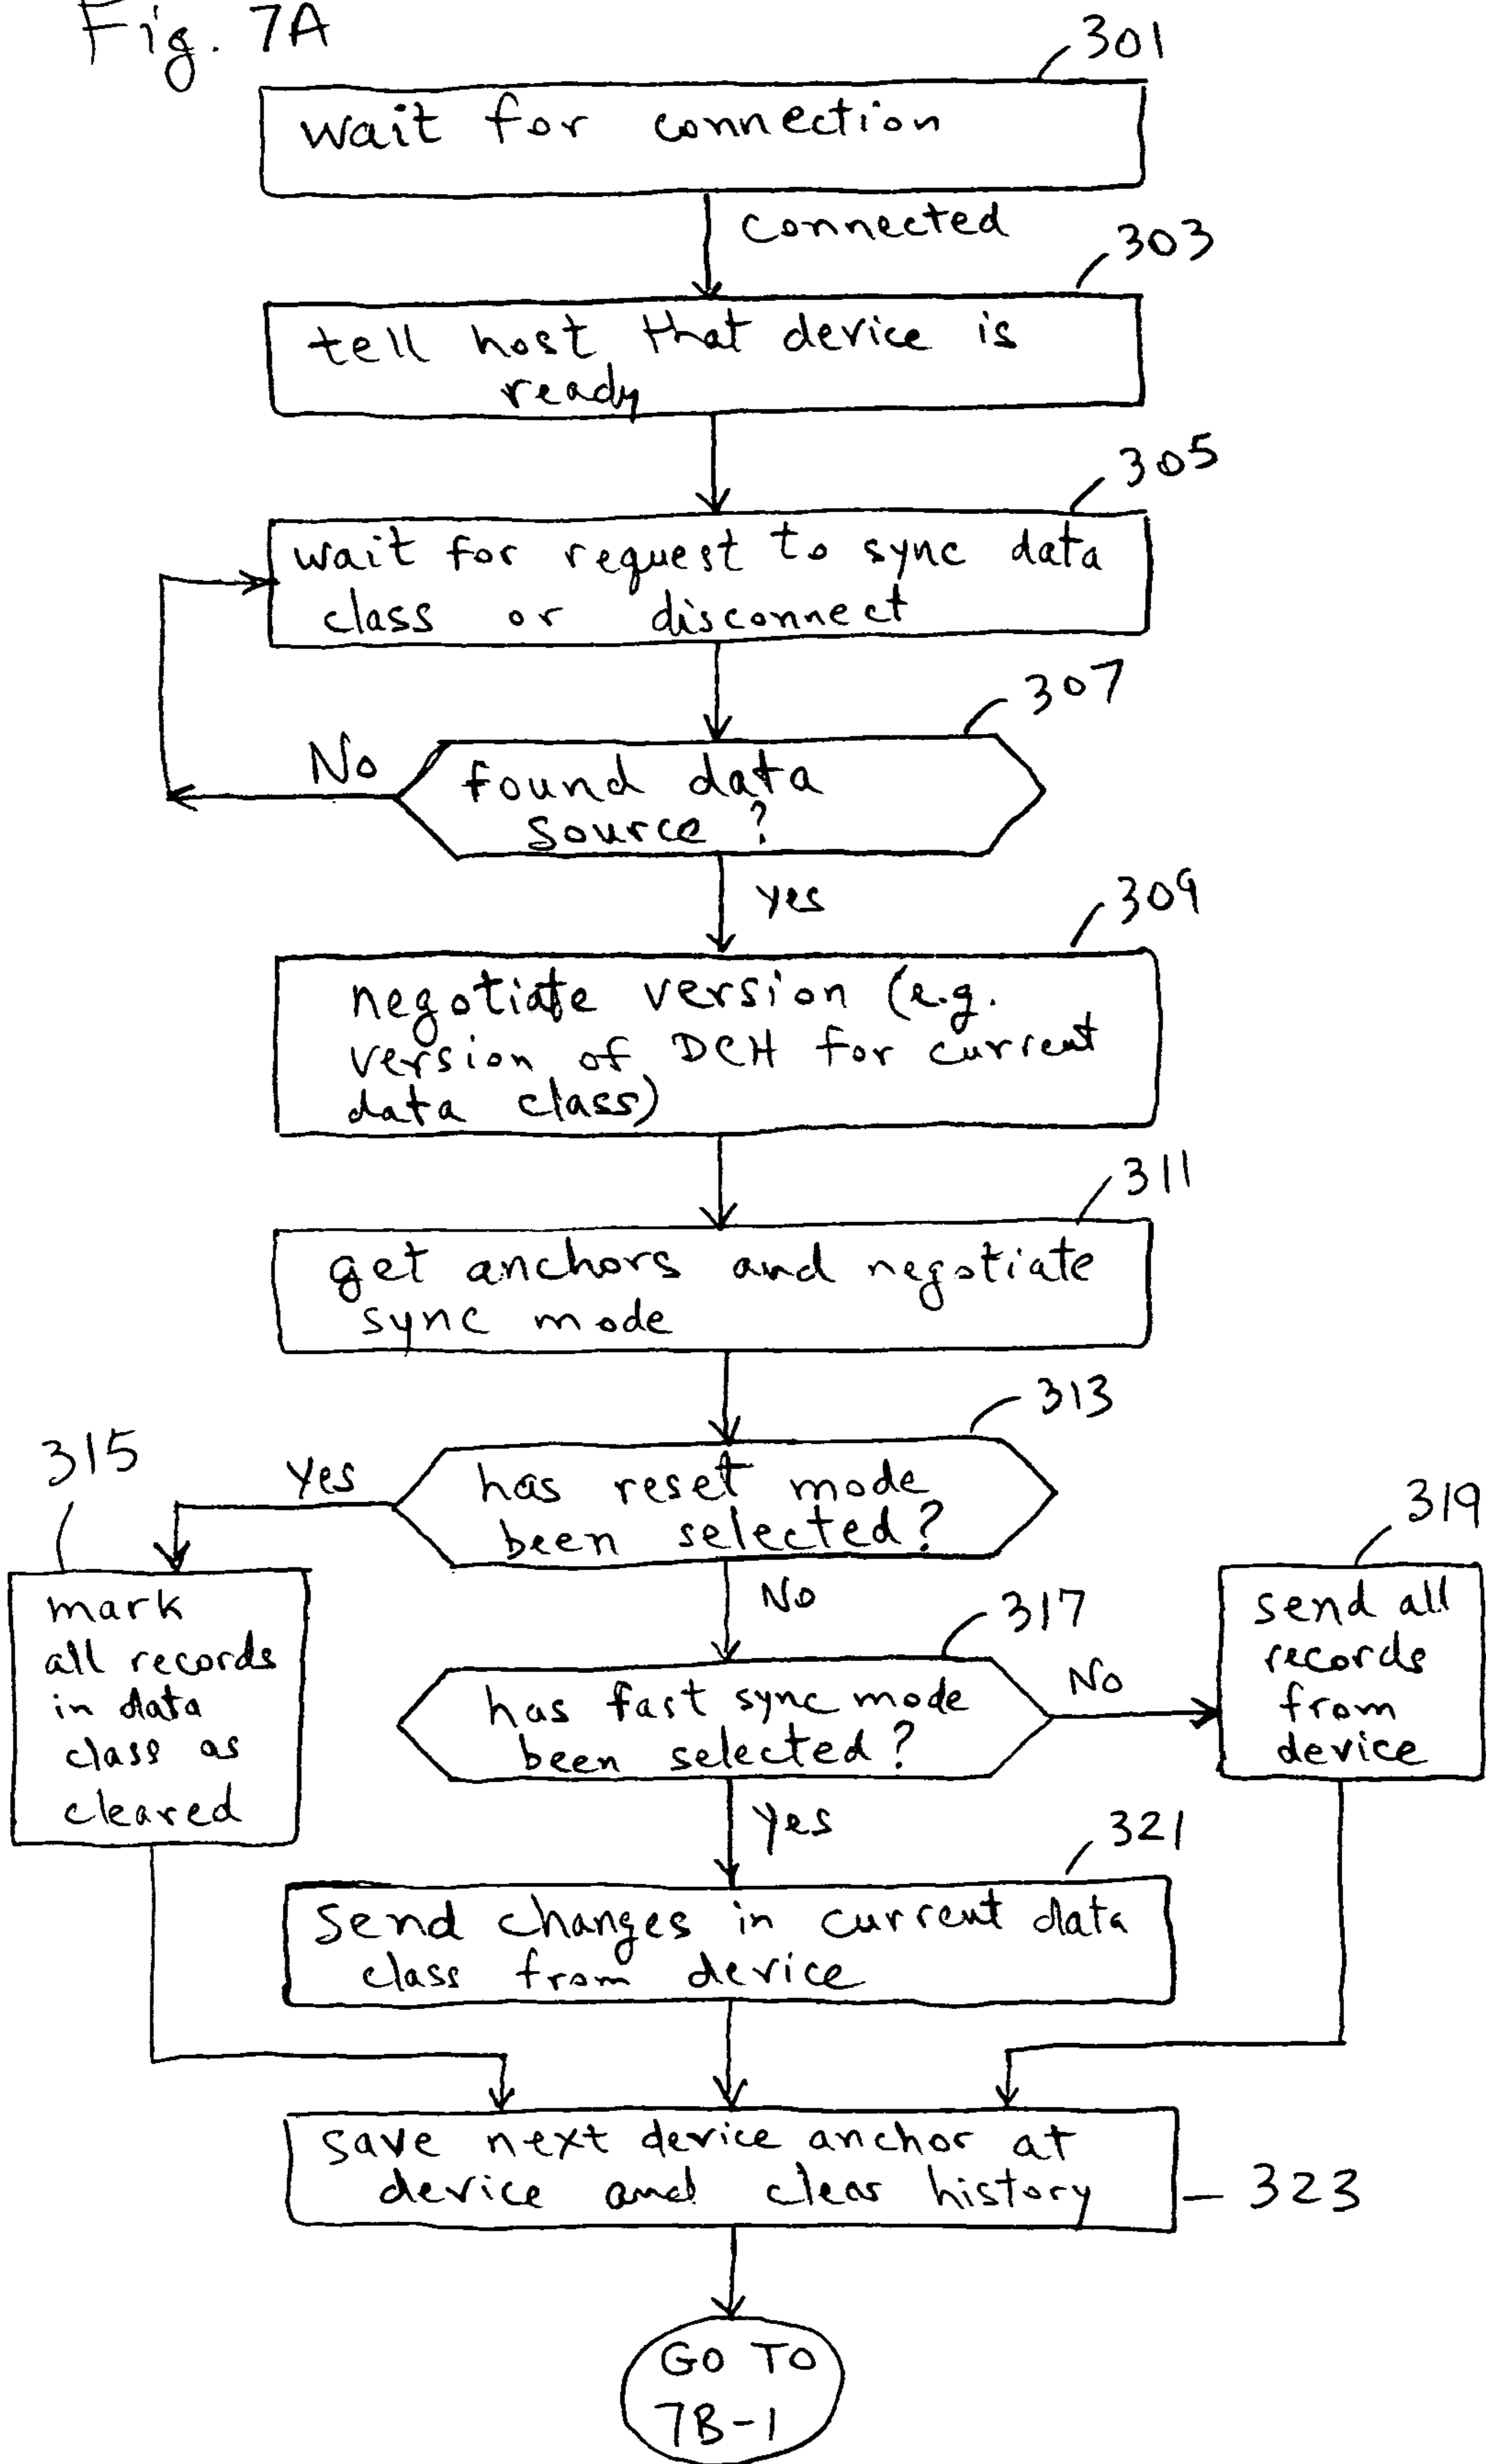 Fig. 7A
301
wait for connection
connected
303
tell host that device is
ready
305
wait for request to sync data
class or disconnect
307
No
found data
source?
yes
309
negotiate version (e.g.
version of DCH for current
data class)
311
get anchors and negotiate
sync mode
313
315
Yes
has reset mode
been selected?
319
mark
all records
in data
class as
cleared
No
317
send all
records
from
device
has fast sync mode
been selected?
No
Yes
321
Send changes in current data
class from device
save next device anchor at
device and clear history
323
GO TO
7B-1